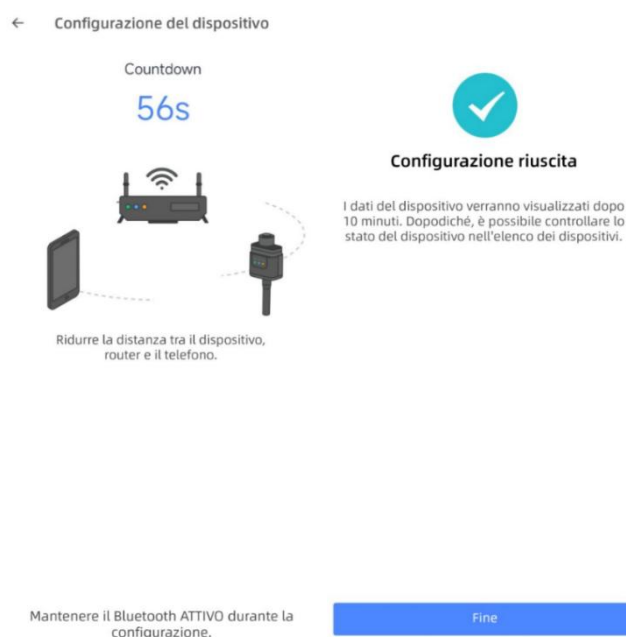 Configurazione del dispositivo
Countdown
56s
Ridurre la distanza tra il dispositivo,
router e il telefono.
Mantenere il Bluetooth ATTIVO durante la
configurazione.
Configurazione riuscita
I dati del dispositivo verranno visualizzati dopo
10 minuti. Dopodiché, è possibile controllare lo
stato del dispositivo nell'elenco dei dispositivi.
Fine